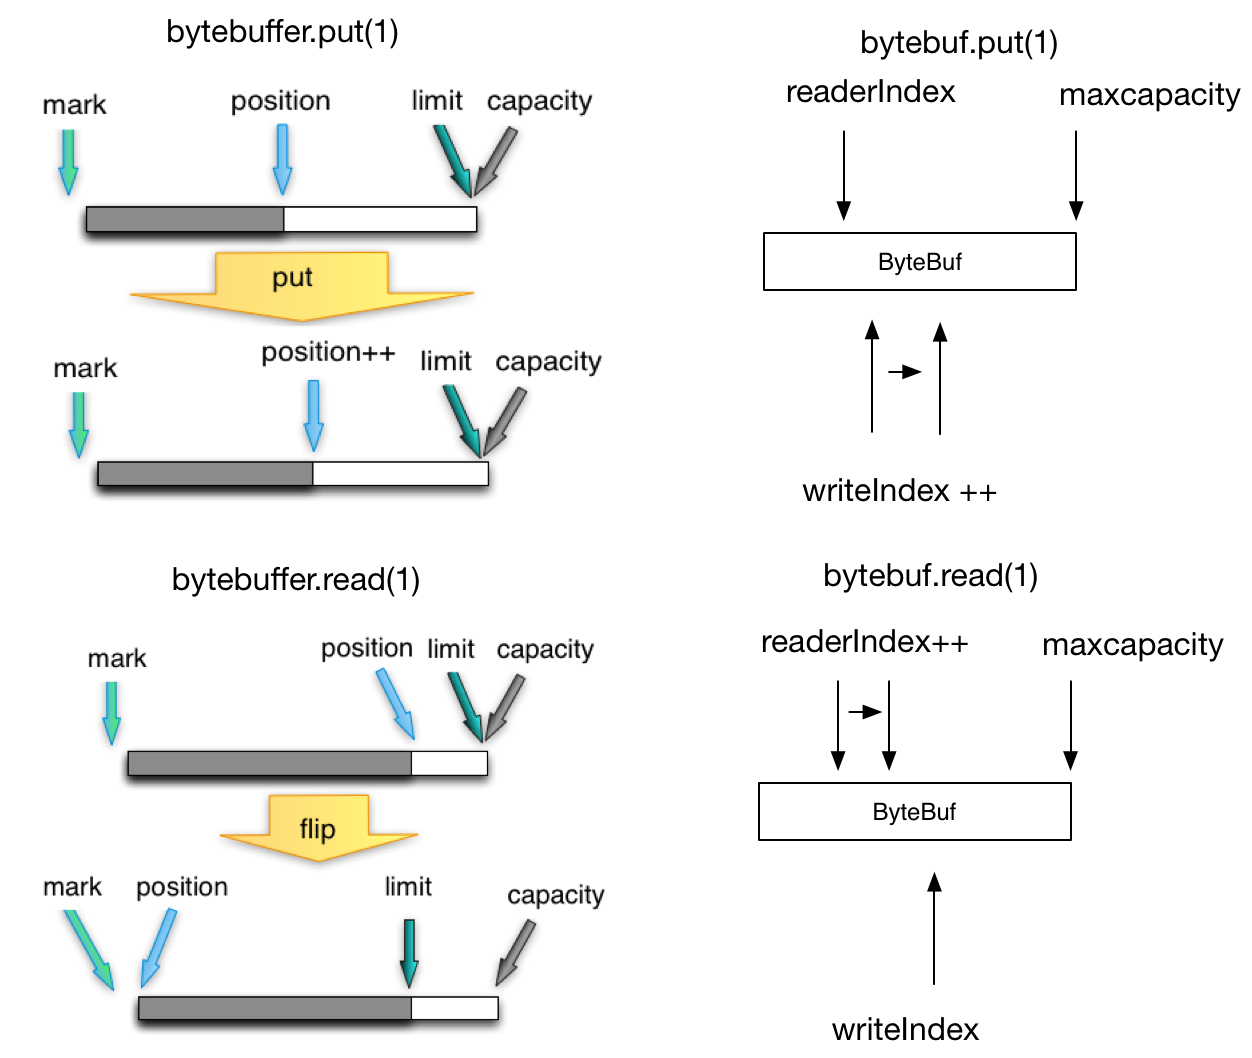 bytebuffer.put(1)
mark
position
limit
capacity
put
mark
position++
limit
capacity
bytebuf.put(1)
readerIndex
maxcapacity
ByteBuf
writeIndex ++
bytebuffer.read(1)
mark
position
limit
capacity
flip
mark
position
limit
capacity
bytebuf.read(1)
readerIndex++
maxcapacity
ByteBuf
writeIndex